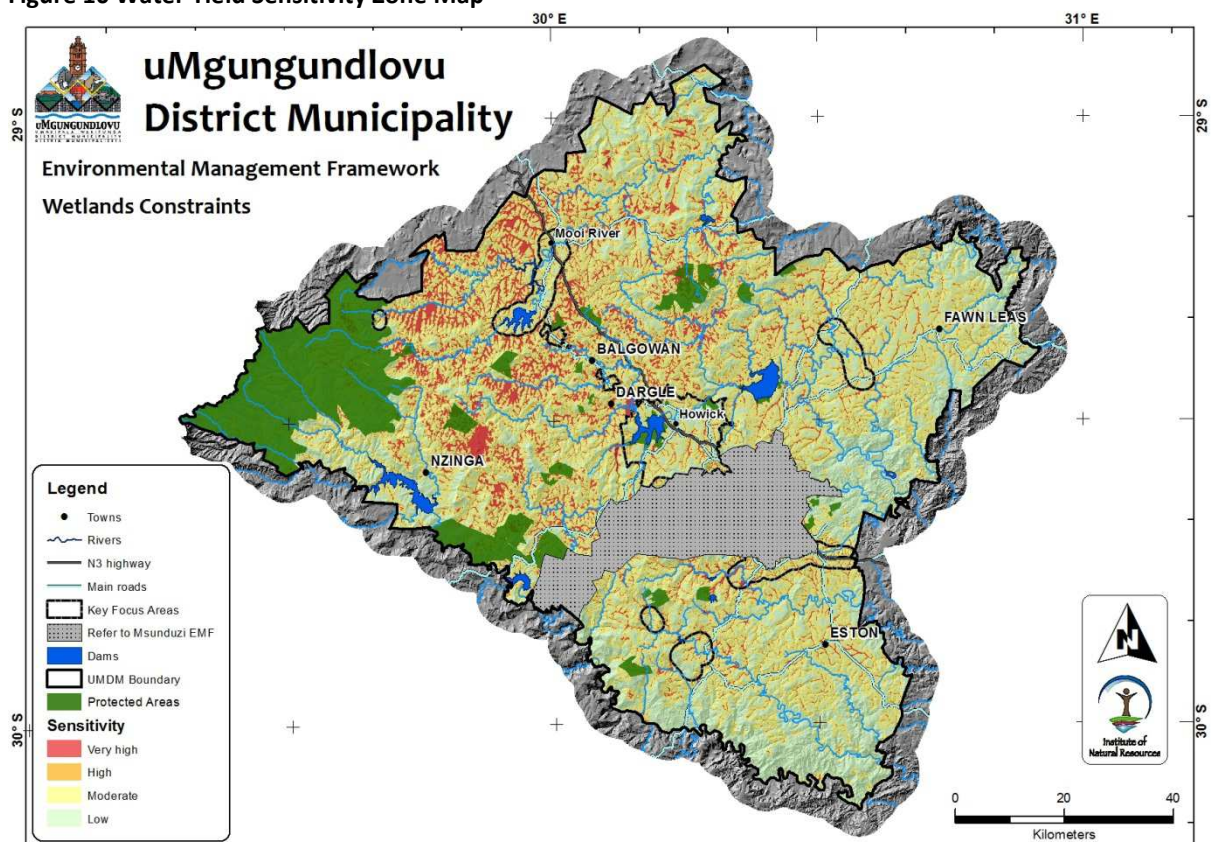 Figure 10 Water Yield Sensitivity Zone Map
30° E
31° E
uMgungundlovu
District Municipality
uMGUNGUNDLOVU
29° S
29° S
Environmental Management Framework
Wetlands Constraints
Mooi River
FAWN LEAS
BALGOWAN
DARGLE
Howick
NZINGA
ESTON
Legend
Towns
Rivers
N3 highway
Main roads
Key Focus Areas
Refer to Msunduzi EMF
Dams
UMDM Boundary
Protected Areas
Sensitivity
Very high
High
Moderate
Low
N
Institute of
Natural Resources
30° S
30° S
0 20 40
Kilometers